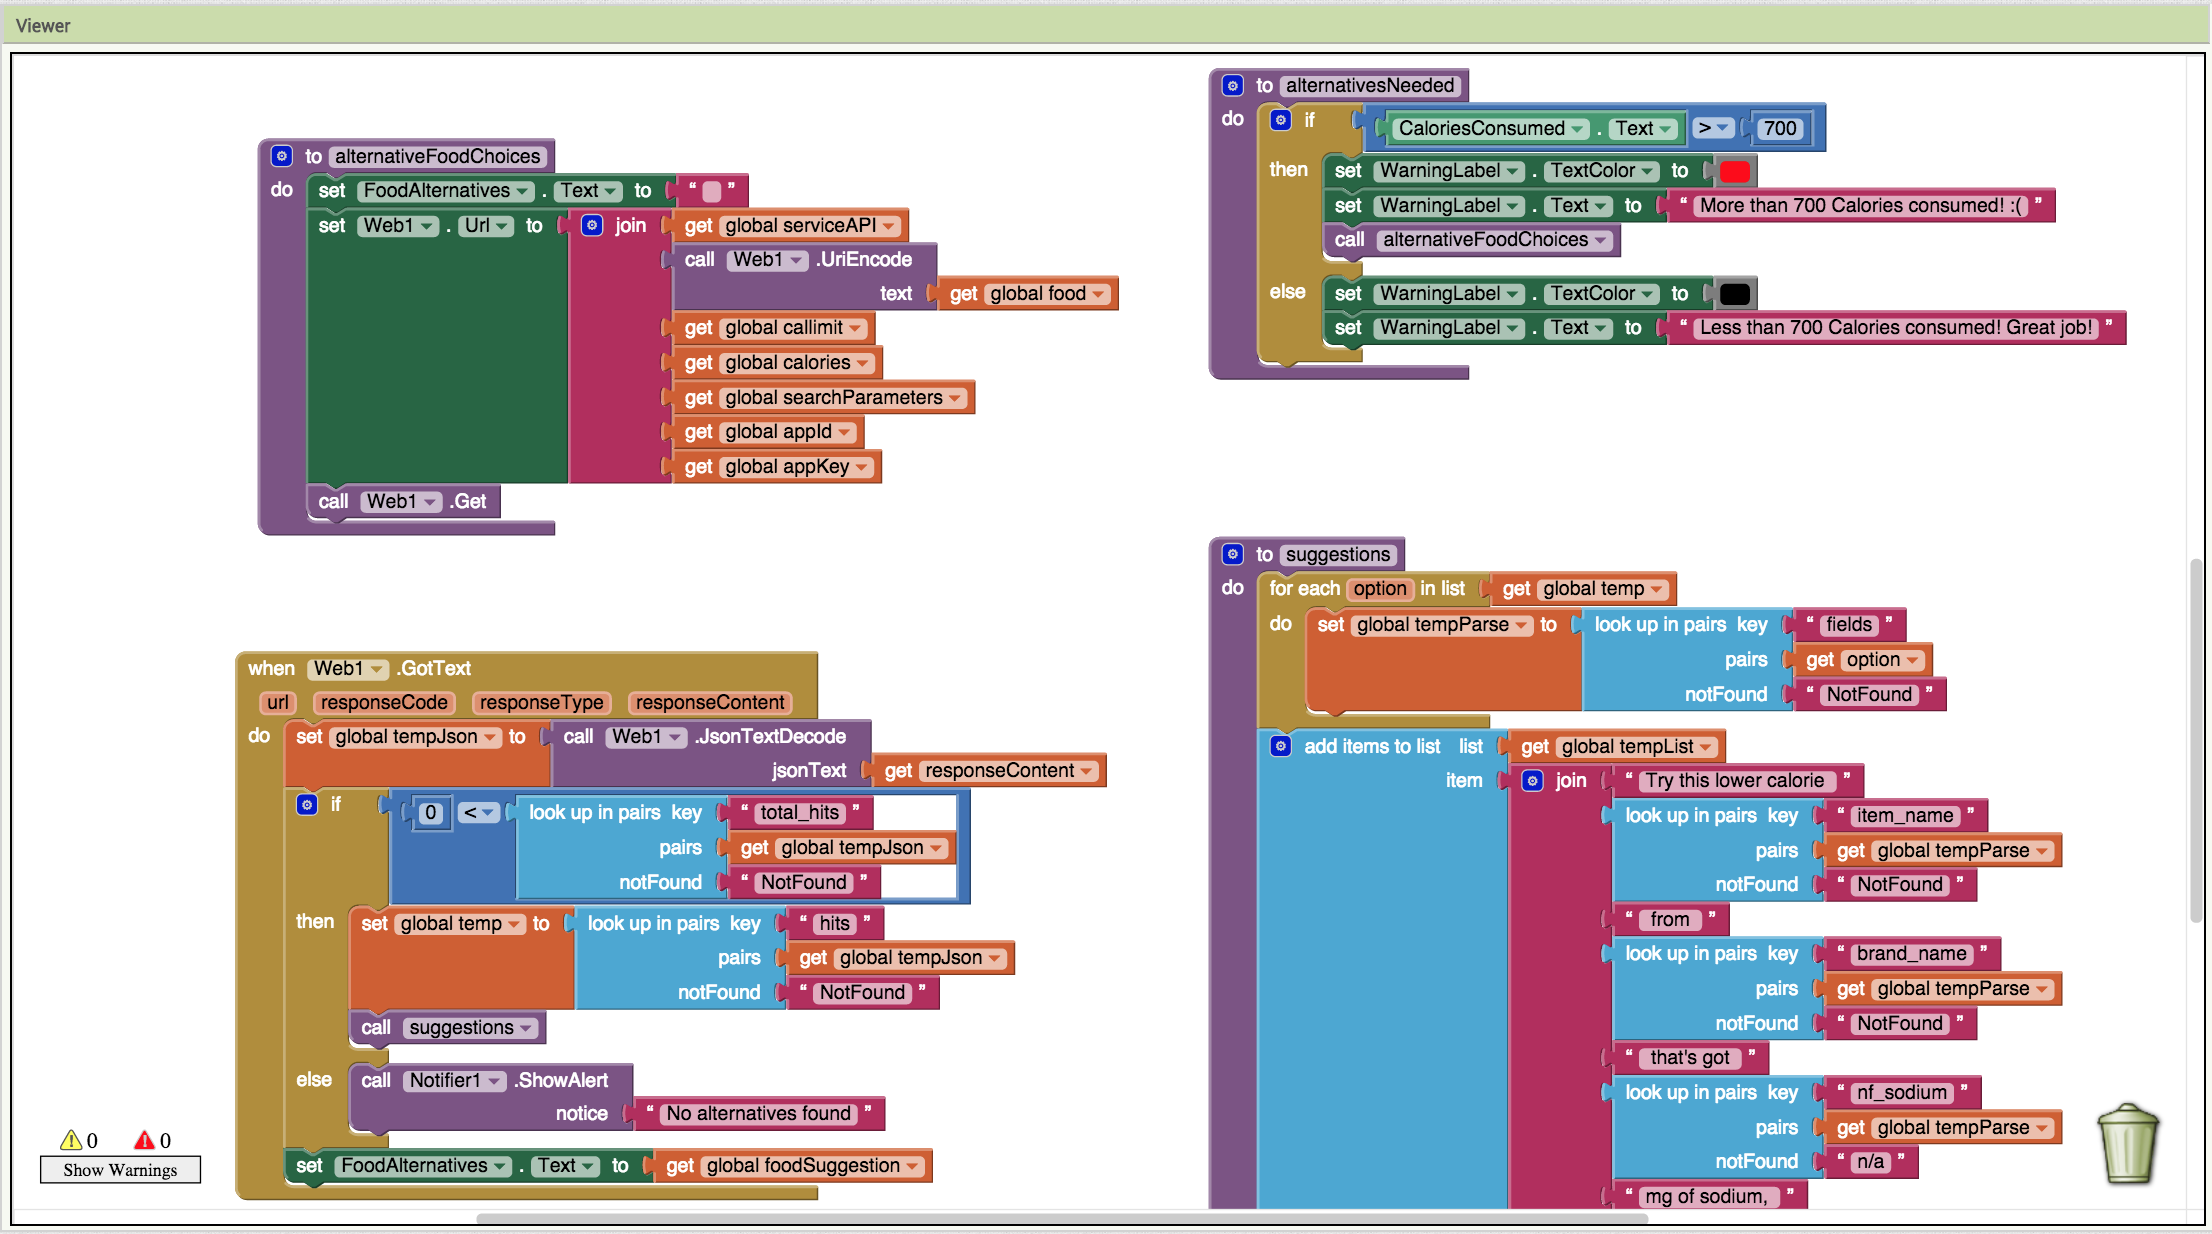 Viewer
to alternativeFoodChoices
do set FoodAlternatives . Text to “ ”
set Web1 . Url to join get global serviceAPI
call Web1 .UriEncode
text get global food
get global callimit
get global calories
get global searchParameters
get global appId
get global appKey
call Web1 .Get
when Web1 .GotText
url responseCode responseType responseContent
do set global tempJson to call Web1 .JsonTextDecode
jsonText get responseContent
if 0 < look up in pairs key “ total_hits ”
pairs get global tempJson
notFound “ NotFound ”
then set global temp to look up in pairs key “ hits ”
pairs get global tempJson
notFound “ NotFound ”
call suggestions
else call Notifier1 .ShowAlert
notice “ No alternatives found ”
set FoodAlternatives . Text to get global foodSuggestion
0 0
Show Warnings
to alternativesNeeded
do if CaloriesConsumed . Text > 700
then set WarningLabel . TextColor to
set WarningLabel . Text to “ More than 700 Calories consumed! :( ”
call alternativeFoodChoices
else set WarningLabel . TextColor to
set WarningLabel . Text to “ Less than 700 Calories consumed! Great job! ”
to suggestions
do for each option in list get global temp
do set global tempParse to look up in pairs key “ fields ”
pairs get option
notFound “ NotFound ”
add items to list list get global tempList
item join “ Try this lower calorie ”
look up in pairs key “ item_name ”
pairs get global tempParse
notFound “ NotFound ”
“ from ”
look up in pairs key “ brand_name ”
pairs get global tempParse
notFound “ NotFound ”
“ that's got ”
look up in pairs key “ nf_sodium ”
pairs get global tempParse
notFound “ n/a ”
“ mg of sodium, ”